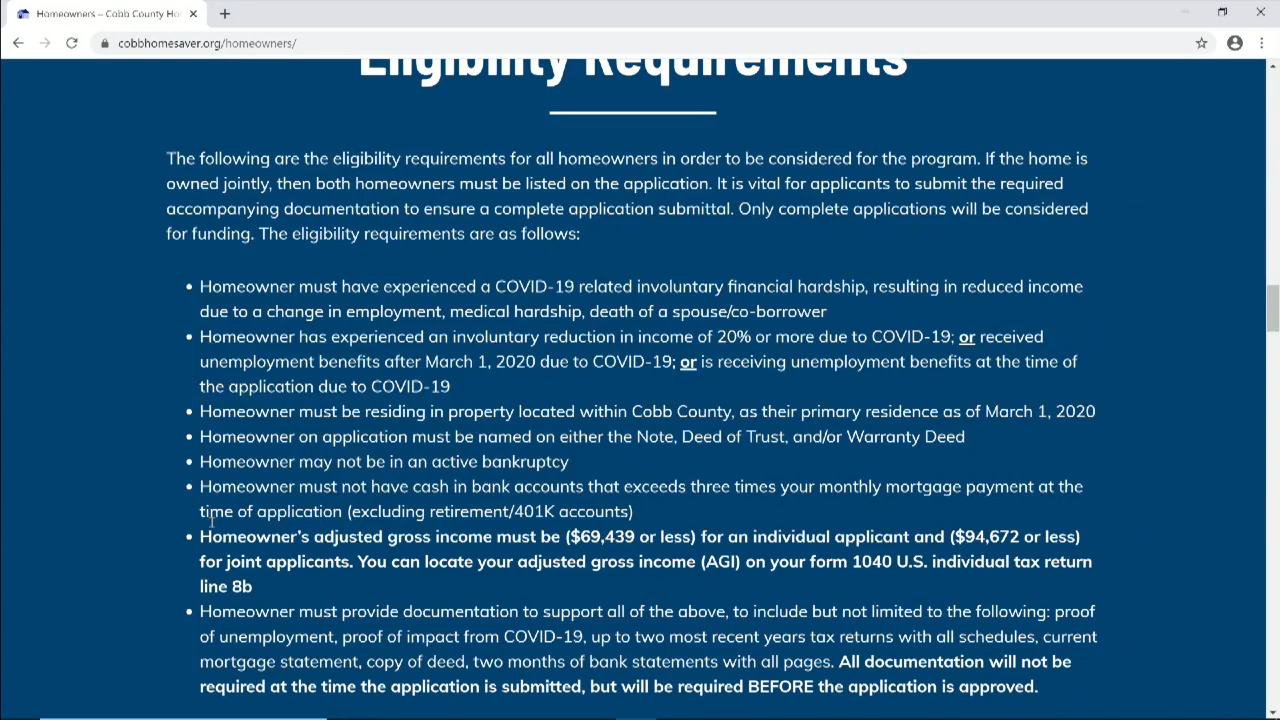 Homeowners – Cobb County Ho
cobbhomesaver.org/homeowners/
Eligibility Requirements
The following are the eligibility requirements for all homeowners in order to be considered for the program. If the home is
owned jointly, then both homeowners must be listed on the application. It is vital for applicants to submit the required
accompanying documentation to ensure a complete application submittal. Only complete applications will be considered
for funding. The eligibility requirements are as follows:
• Homeowner must have experienced a COVID-19 related involuntary financial hardship, resulting in reduced income
due to a change in employment, medical hardship, death of a spouse/co-borrower
• Homeowner has experienced an involuntary reduction in income of 20% or more due to COVID-19; or received
unemployment benefits after March 1, 2020 due to COVID-19; or is receiving unemployment benefits at the time of
the application due to COVID-19
• Homeowner must be residing in property located within Cobb County, as their primary residence as of March 1, 2020
• Homeowner on application must be named on either the Note, Deed of Trust, and/or Warranty Deed
• Homeowner may not be in an active bankruptcy
• Homeowner must not have cash in bank accounts that exceeds three times your monthly mortgage payment at the
time of application (excluding retirement/401K accounts)
• Homeowner's adjusted gross income must be ($69,439 or less) for an individual applicant and ($94,672 or less)
for joint applicants. You can locate your adjusted gross income (AGI) on your form 1040 U.S. individual tax return
line 8b
• Homeowner must provide documentation to support all of the above, to include but not limited to the following: proof
of unemployment, proof of impact from COVID-19, up to two most recent years tax returns with all schedules, current
mortgage statement, copy of deed, two months of bank statements with all pages. All documentation will not be
required at the time the application is submitted, but will be required BEFORE the application is approved.